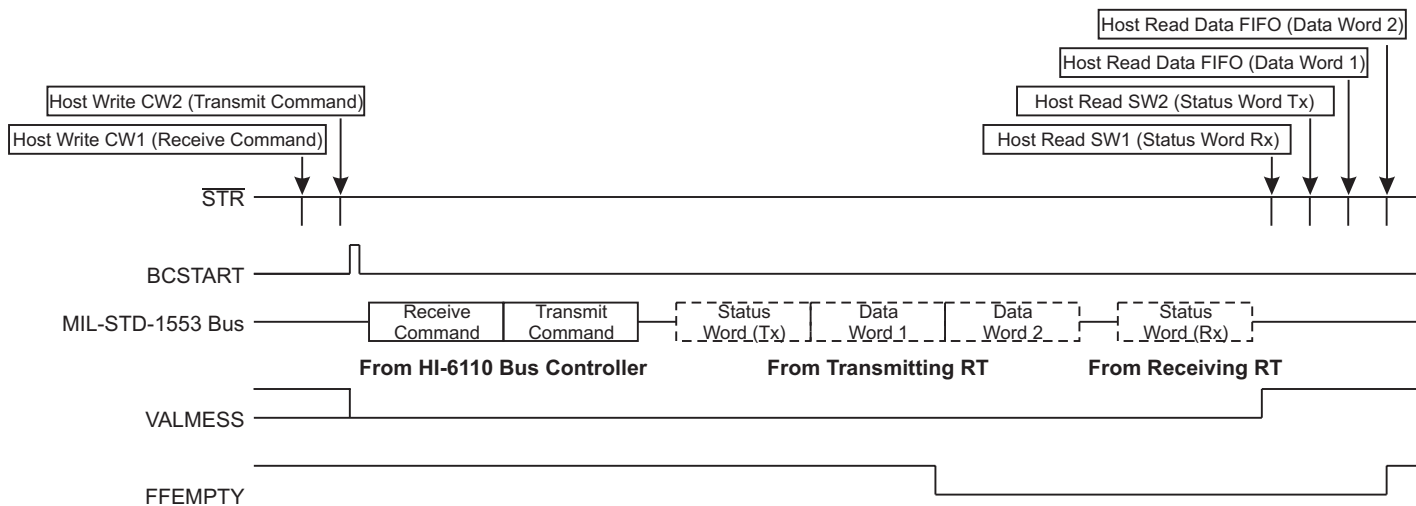 Host Read Data FIFO (Data Word 2)
Host Read Data FIFO (Data Word 1)
Host Write CW2 (Transmit Command)
Host Read SW2 (Status Word Tx)
Host Write CW1 (Receive Command)
Host Read SW1 (Status Word Rx)
STR
BCSTART
MIL-STD-1553 Bus
Receive
Command
Transmit
Command
Status
Word (Tx)
Data
Word 1
Data
Word 2
Status
Word (Rx)
From HI-6110 Bus Controller
From Transmitting RT
From Receiving RT
VALMESS
FFEMPTY